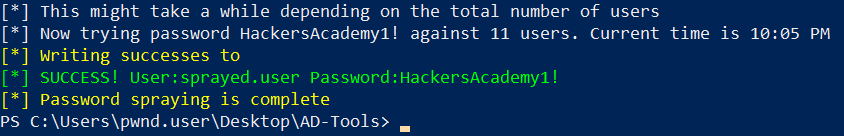 [*] This might take a while depending on the total number of users
[*] Now trying password HackersAcademy1! against 11 users. Current time is 10:05 PM
[*] Writing successes to
[*] SUCCESS! User:sprayed.user Password:HackersAcademy1!
[*] Password spraying is complete
PS C:\Users\pwnd.user\Desktop\AD-Tools> _